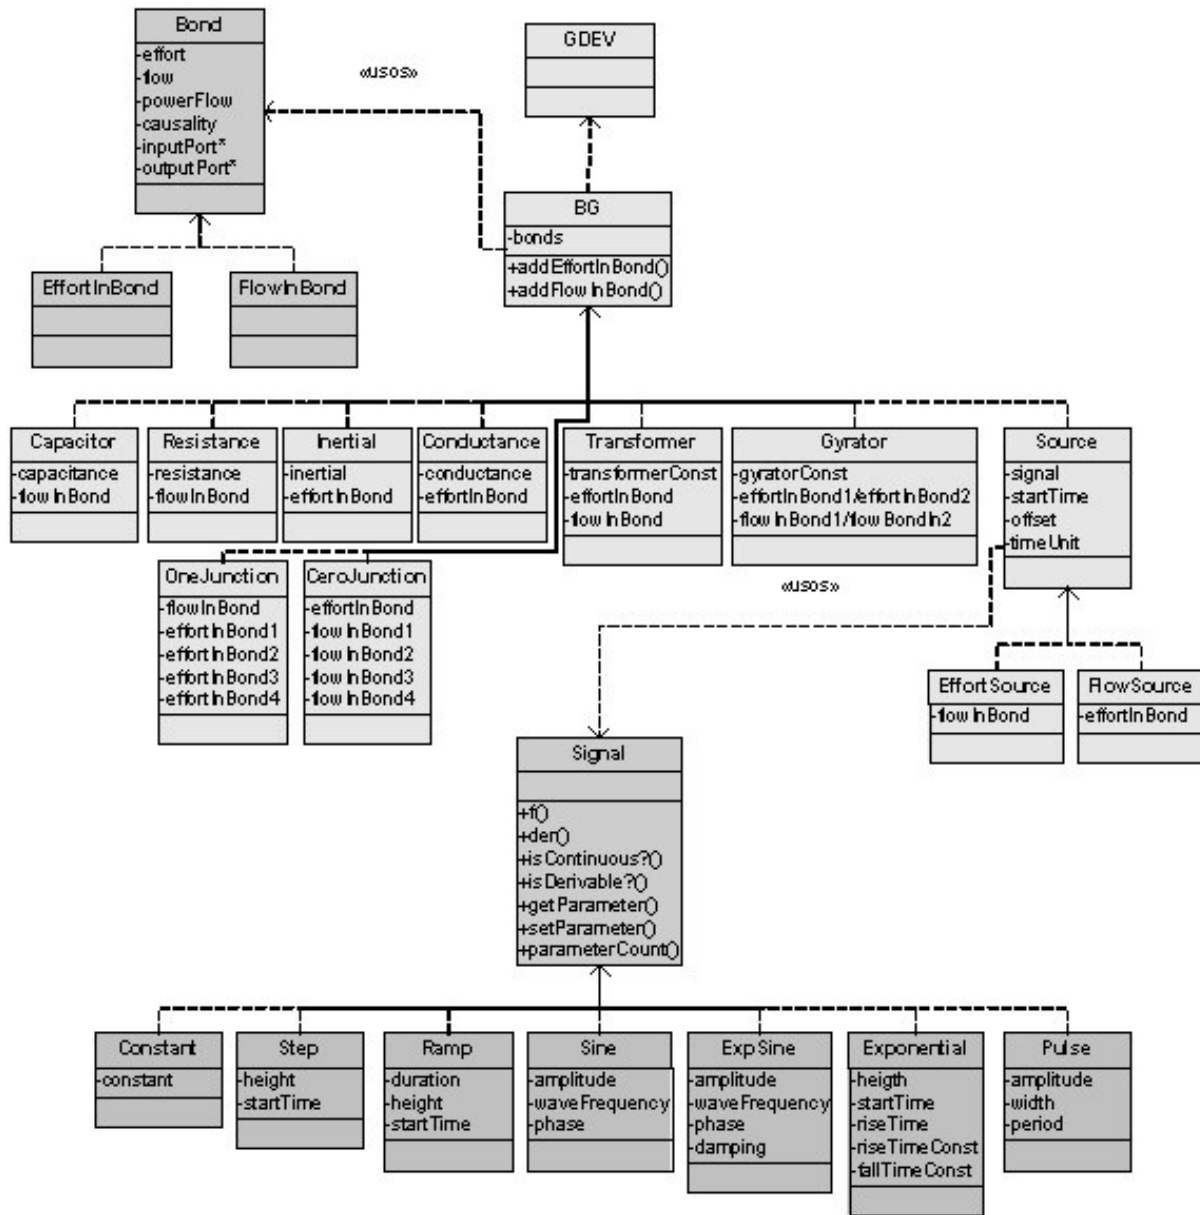 Bond
-effort
-flow
-powerFlow
-causality
-inputPort*
-outputPort*
«usos»
GDEV
BG
-bonds
+addEffortInBond()
+addFlowInBond()
EffortInBond
FlowInBond
Capacitor
-capacitance
-flowInBond
Resistance
-resistance
-flowInBond
Inertial
-inertial
-effortInBond
Conductance
-conductance
-effortInBond
Transformer
-transformerConst
-effortInBond
-flowInBond
Gyrator
-gyratorConst
-effortInBond1/effortInBond2
-flowInBond1/flowBondIn2
Source
-signal
-startTime
-offset
-timeUnit
OneJunction
-flowInBond
-effortInBond1
-effortInBond2
-effortInBond3
-effortInBond4
CeroJunction
-effortInBond
-flowInBond1
-flowInBond2
-flowInBond3
-flowInBond4
«usos»
EffortSource
-flowInBond
FlowSource
-effortInBond
Signal
+f()
+der()
+isContinuous?()
+isDerivable?()
+getParameter()
+setParameter()
+parameterCount()
Constant
-constant
Step
-height
-startTime
Ramp
-duration
-height
-startTime
Sine
-amplitude
-waveFrequency
-phase
ExpSine
-amplitude
-waveFrequency
-phase
-damping
Exponential
-heigth
-startTime
-riseTime
-riseTimeConst
-fallTimeConst
Pulse
-amplitude
-width
-period